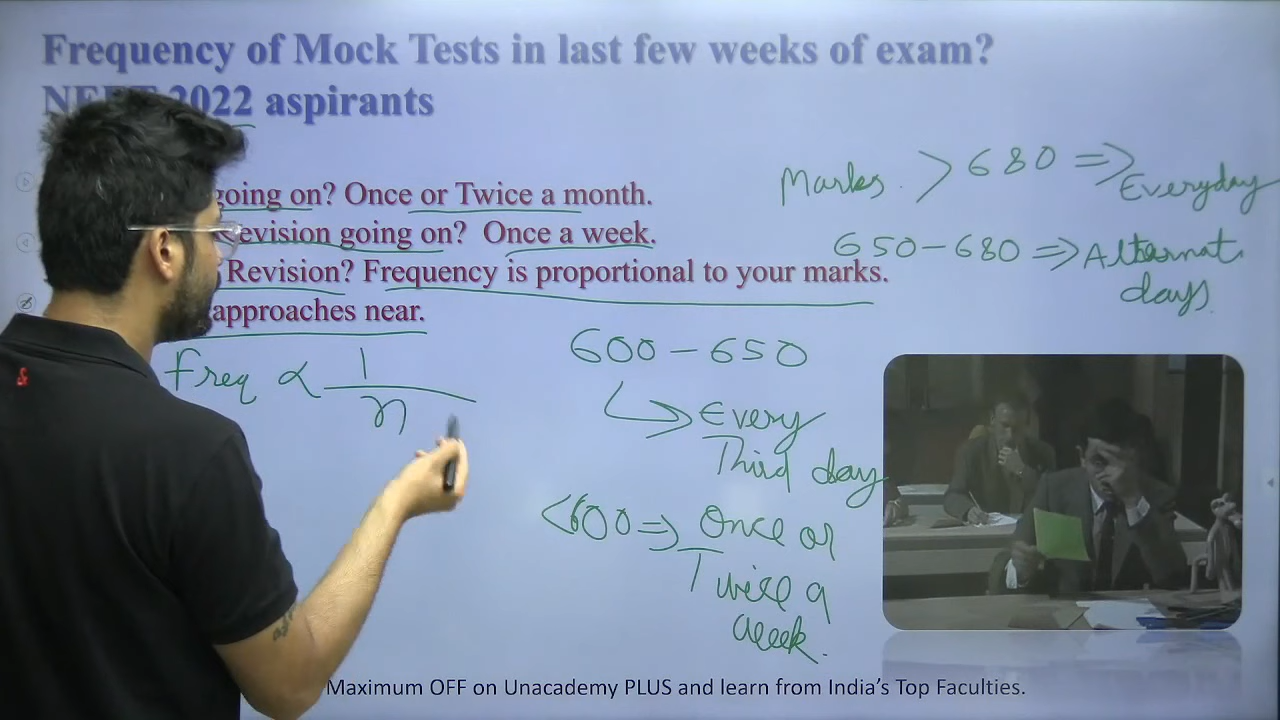 Frequency of Mock Tests in last few weeks of exam?
NEET 2022 aspirants
going on? Once or Twice a month.
evision going on? Once a week.
Revision? Frequency is proportional to your marks.
approaches near.
Freq ∝ 1/n
Marks. > 680 => Everyday
650-680 => Alternat days.
600 - 650
Every
Third day
<600 => Once or
Twice a
week.
Maximum OFF on Unacademy PLUS and learn from India's Top Faculties.